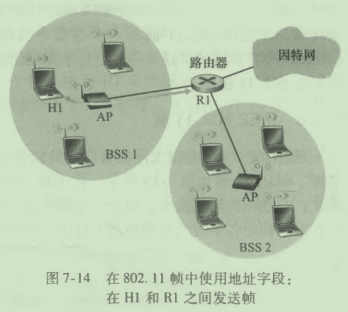 路由器
因特网
H1
AP
R1
BSS 1
AP
BSS 2
图 7-14 在 802. 11 帧中使用地址字段:
在 H1 和 R1 之间发送帧